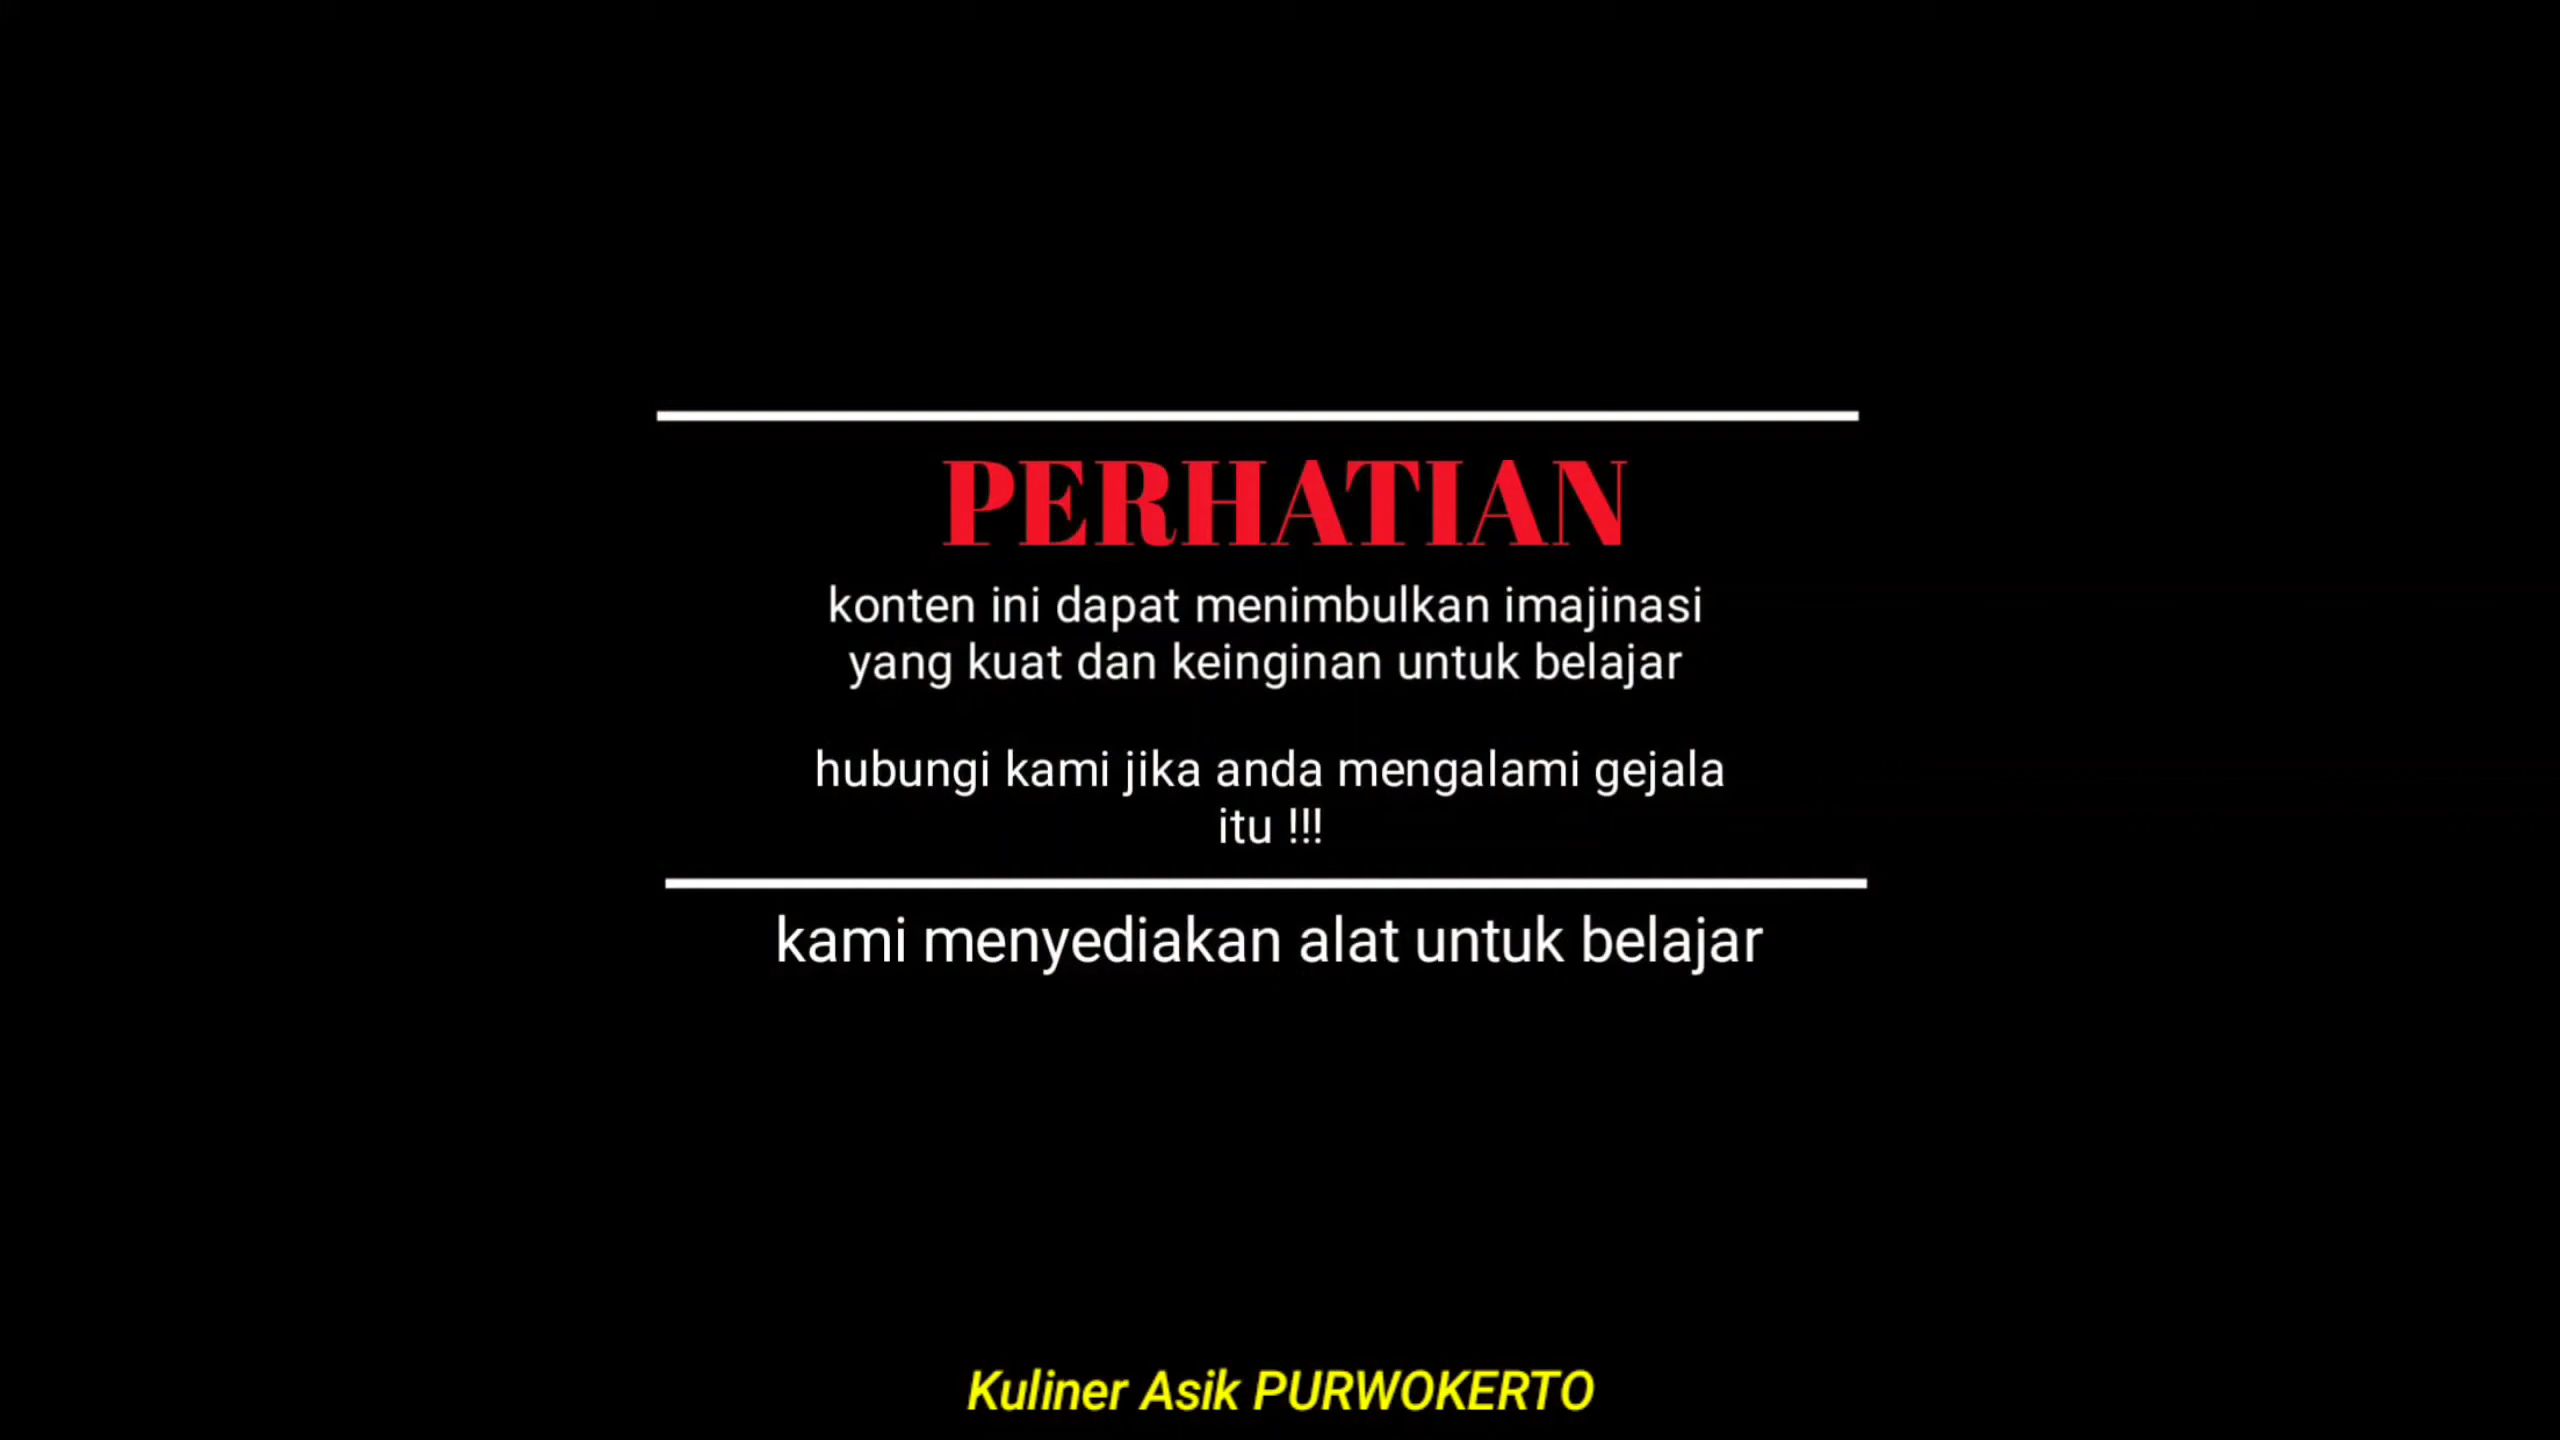 PERHATIAN
konten ini dapat menimbulkan imajinasi
yang kuat dan keinginan untuk belajar
hubungi kami jika anda mengalami gejala
itu !!!
kami menyediakan alat untuk belajar
Kuliner Asik PURWOKERTO